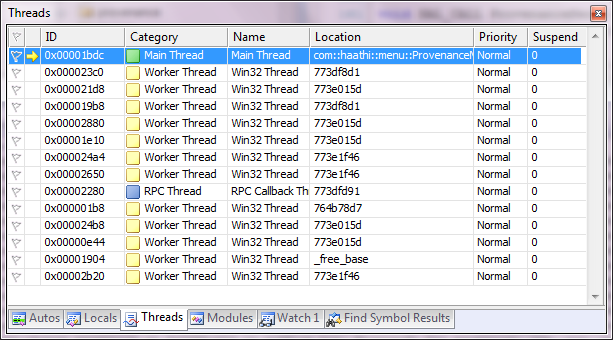 Threads
ID Category Name Location Priority Suspend
0x00001bdc Main Thread Main Thread com::haathi::menu::ProvenanceM Normal 0
0x000023c0 Worker Thread Win32 Thread 773df8d1 Normal 0
0x000021d8 Worker Thread Win32 Thread 773e015d Normal 0
0x000019b8 Worker Thread Win32 Thread 773df8d1 Normal 0
0x00002880 Worker Thread Win32 Thread 773e015d Normal 0
0x00001e10 Worker Thread Win32 Thread 773e015d Normal 0
0x000024a4 Worker Thread Win32 Thread 773e1f46 Normal 0
0x00002650 Worker Thread Win32 Thread 773e1f46 Normal 0
0x00002280 RPC Thread RPC Callback Th 773dfd91 Normal 0
0x000001b8 Worker Thread Win32 Thread 764b78d7 Normal 0
0x000024b8 Worker Thread Win32 Thread 773e015d Normal 0
0x00000e44 Worker Thread Win32 Thread 773e015d Normal 0
0x00001904 Worker Thread Win32 Thread _free_base Normal 0
0x00002b20 Worker Thread Win32 Thread 773e1f46 Normal 0
Autos Locals Threads Modules Watch 1 Find Symbol Results